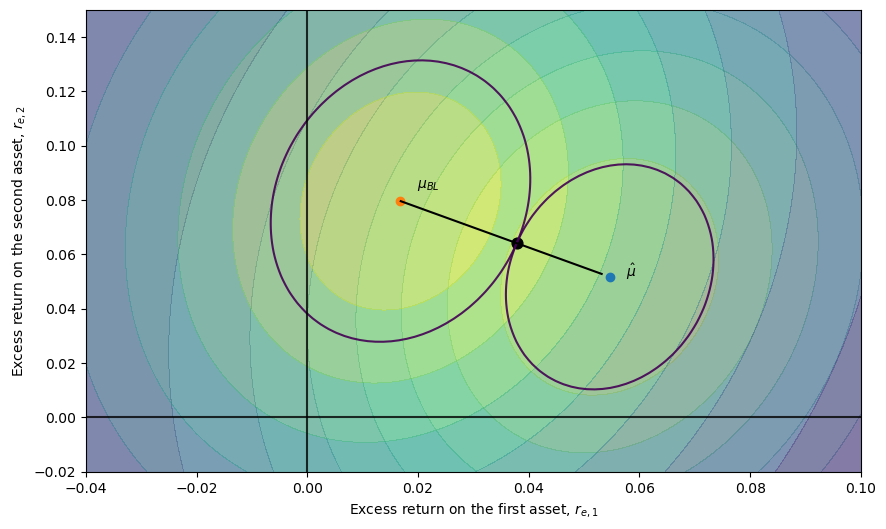 0.14
0.12
0.10
0.08
0.06
0.04
0.02
0.00
−0.02
Excess return on the second asset, r_{e,2}
μ_{BL}
μ̂
−0.04 −0.02 0.00 0.02 0.04 0.06 0.08 0.10
Excess return on the first asset, r_{e,1}